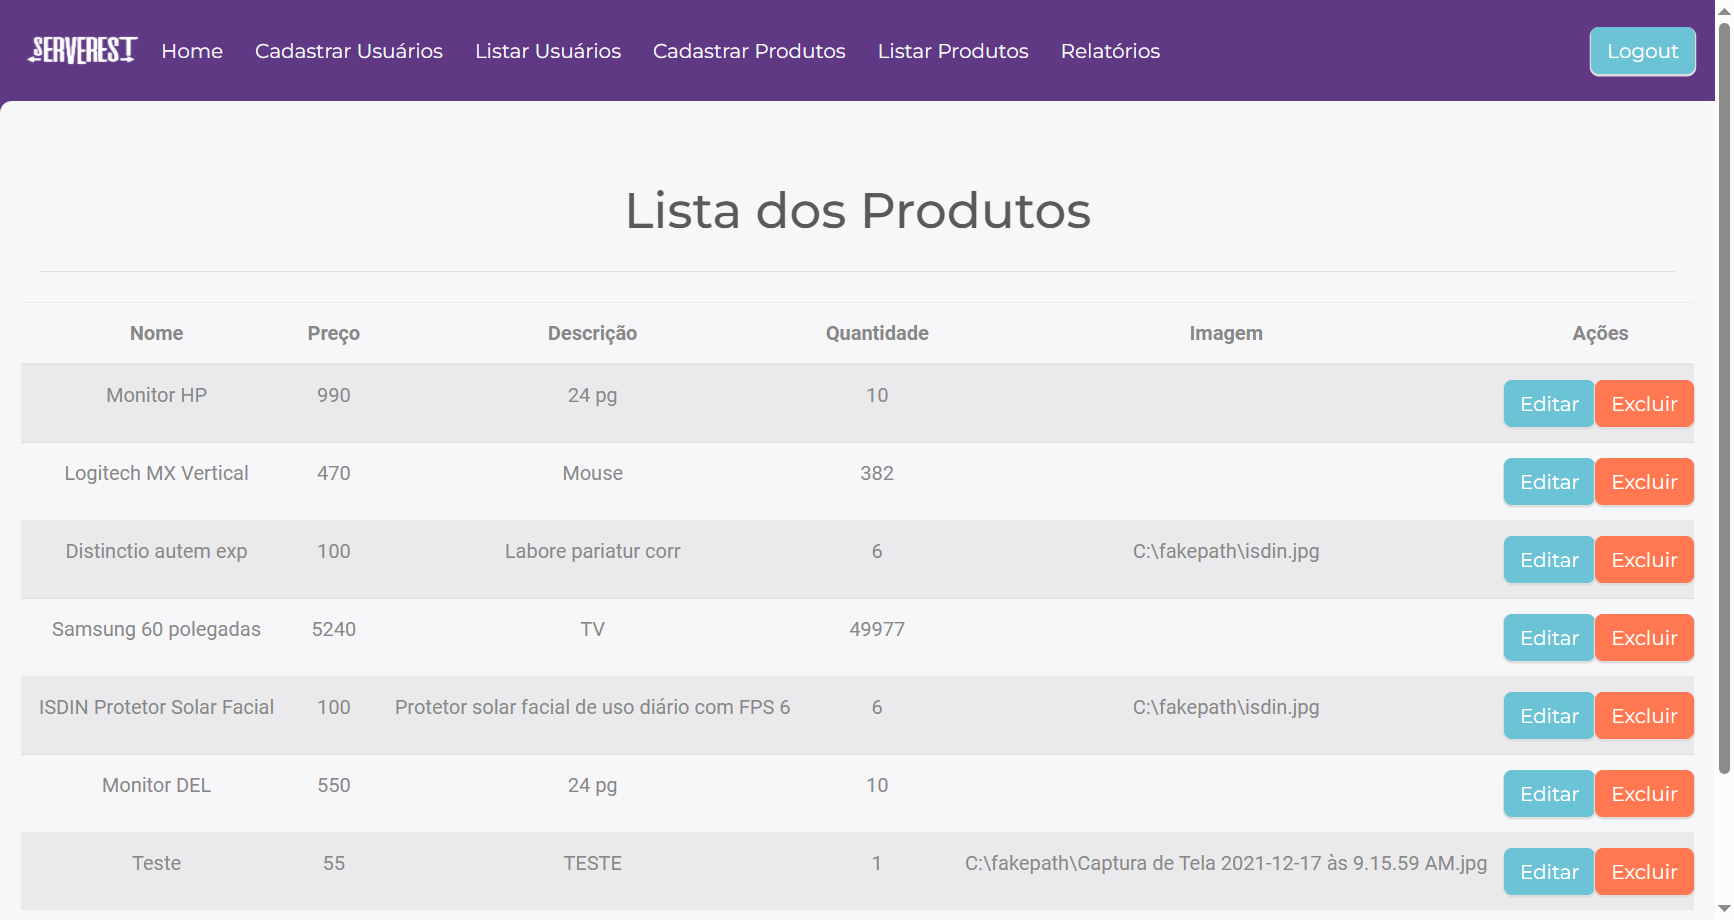 SERVEREST Home Cadastrar Usuários Listar Usuários Cadastrar Produtos Listar Produtos Relatórios Logout
Lista dos Produtos
Nome Preço Descrição Quantidade Imagem Ações
Monitor HP 990 24 pg 10 Editar Excluir
Logitech MX Vertical 470 Mouse 382 Editar Excluir
Distinctio autem exp 100 Labore pariatur corr 6 C:\fakepath\isdin.jpg Editar Excluir
Samsung 60 polegadas 5240 TV 49977 Editar Excluir
ISDIN Protetor Solar Facial 100 Protetor solar facial de uso diário com FPS 6 6 C:\fakepath\isdin.jpg Editar Excluir
Monitor DEL 550 24 pg 10 Editar Excluir
Teste 55 TESTE 1 C:\fakepath\Captura de Tela 2021-12-17 às 9.15.59 AM.jpg Editar Excluir